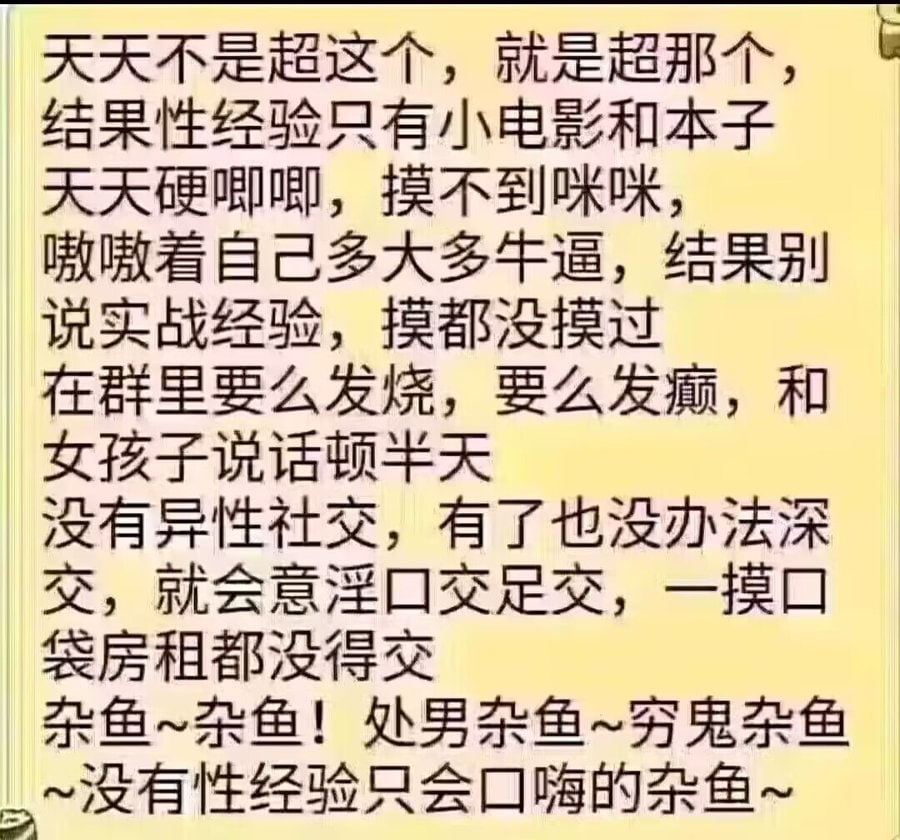 天天不是超这个，就是超那个，
结果性经验只有小电影和本子
天天硬唧唧，摸不到咪咪，
嗷嗷着自己多大多牛逼，结果别
说实战经验，摸都没摸过
在群里要么发烧，要么发癫，和
女孩子说话顿半天
没有异性社交，有了也没办法深
交，就会意淫口交足交，一摸口
袋房租都没得交
杂鱼~杂鱼！处男杂鱼~穷鬼杂鱼
~没有性经验只会口嗨的杂鱼~